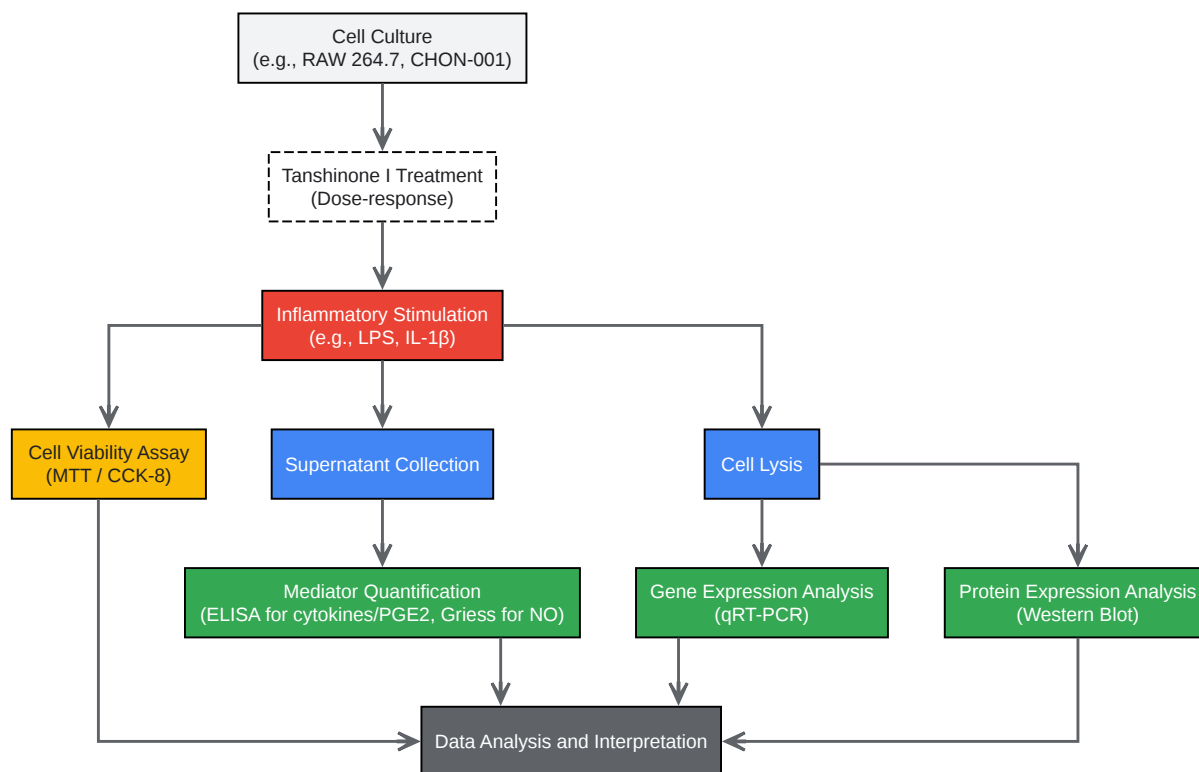 Cell Culture
(e.g., RAW 264.7, CHON-001)
Tanshinone I Treatment
(Dose-response)
Inflammatory Stimulation
(e.g., LPS, IL-1β)
Cell Viability Assay
(MTT / CCK-8)
Supernatant Collection
Cell Lysis
Mediator Quantification
(ELISA for cytokines/PGE2, Griess for NO)
Gene Expression Analysis
(qRT-PCR)
Protein Expression Analysis
(Western Blot)
Data Analysis and Interpretation